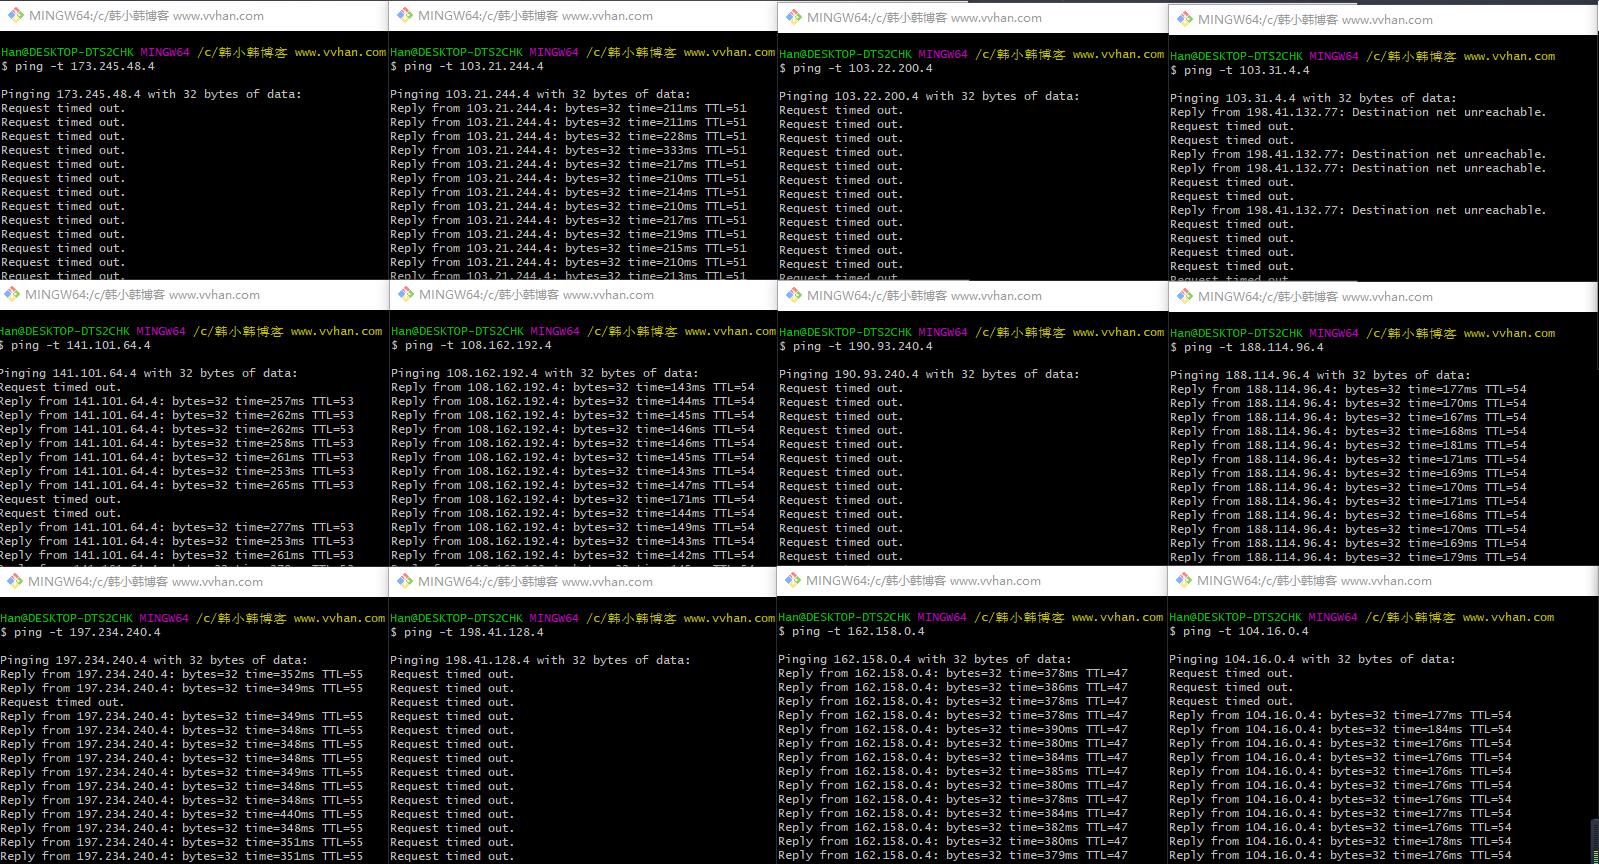 MINGW64:/c/韩小韩博客 www.vvhan.com
Han@DESKTOP-DTS2CHK MINGW64 /c/韩小韩博客 www.vvhan.com
$ ping -t 173.245.48.4
Pinging 173.245.48.4 with 32 bytes of data:
Request timed out.
Request timed out.
Request timed out.
Request timed out.
Request timed out.
Request timed out.
Request timed out.
Request timed out.
Request timed out.
Request timed out.
Request timed out.
Request timed out.
Request timed out.
MINGW64:/c/韩小韩博客 www.vvhan.com
Han@DESKTOP-DTS2CHK MINGW64 /c/韩小韩博客 www.vvhan.com
$ ping -t 103.21.244.4
Pinging 103.21.244.4 with 32 bytes of data:
Reply from 103.21.244.4: bytes=32 time=211ms TTL=51
Reply from 103.21.244.4: bytes=32 time=211ms TTL=51
Reply from 103.21.244.4: bytes=32 time=228ms TTL=51
Reply from 103.21.244.4: bytes=32 time=333ms TTL=51
Reply from 103.21.244.4: bytes=32 time=217ms TTL=51
Reply from 103.21.244.4: bytes=32 time=210ms TTL=51
Reply from 103.21.244.4: bytes=32 time=214ms TTL=51
Reply from 103.21.244.4: bytes=32 time=210ms TTL=51
Reply from 103.21.244.4: bytes=32 time=217ms TTL=51
Reply from 103.21.244.4: bytes=32 time=219ms TTL=51
Reply from 103.21.244.4: bytes=32 time=215ms TTL=51
Reply from 103.21.244.4: bytes=32 time=210ms TTL=51
Reply from 103.21.244.4: bytes=32 time=213ms TTL=51
MINGW64:/c/韩小韩博客 www.vvhan.com
Han@DESKTOP-DTS2CHK MINGW64 /c/韩小韩博客 www.vvhan.com
$ ping -t 103.22.200.4
Pinging 103.22.200.4 with 32 bytes of data:
Request timed out.
Request timed out.
Request timed out.
Request timed out.
Request timed out.
Request timed out.
Request timed out.
Request timed out.
Request timed out.
Request timed out.
Request timed out.
Request timed out.
Request timed out.
MINGW64:/c/韩小韩博客 www.vvhan.com
Han@DESKTOP-DTS2CHK MINGW64 /c/韩小韩博客 www.vvhan.com
$ ping -t 103.31.4.4
Pinging 103.31.4.4 with 32 bytes of data:
Reply from 198.41.132.77: Destination net unreachable.
Request timed out.
Request timed out.
Reply from 198.41.132.77: Destination net unreachable.
Reply from 198.41.132.77: Destination net unreachable.
Request timed out.
Request timed out.
Reply from 198.41.132.77: Destination net unreachable.
Request timed out.
Request timed out.
Request timed out.
Request timed out.
Request timed out.
MINGW64:/c/韩小韩博客 www.vvhan.com
Han@DESKTOP-DTS2CHK MINGW64 /c/韩小韩博客 www.vvhan.com
$ ping -t 141.101.64.4
Pinging 141.101.64.4 with 32 bytes of data:
Request timed out.
Reply from 141.101.64.4: bytes=32 time=257ms TTL=53
Reply from 141.101.64.4: bytes=32 time=262ms TTL=53
Reply from 141.101.64.4: bytes=32 time=262ms TTL=53
Reply from 141.101.64.4: bytes=32 time=258ms TTL=53
Reply from 141.101.64.4: bytes=32 time=261ms TTL=53
Reply from 141.101.64.4: bytes=32 time=253ms TTL=53
Reply from 141.101.64.4: bytes=32 time=265ms TTL=53
Request timed out.
Request timed out.
Reply from 141.101.64.4: bytes=32 time=277ms TTL=53
Reply from 141.101.64.4: bytes=32 time=253ms TTL=53
Reply from 141.101.64.4: bytes=32 time=261ms TTL=53
MINGW64:/c/韩小韩博客 www.vvhan.com
Han@DESKTOP-DTS2CHK MINGW64 /c/韩小韩博客 www.vvhan.com
$ ping -t 108.162.192.4
Pinging 108.162.192.4 with 32 bytes of data:
Reply from 108.162.192.4: bytes=32 time=143ms TTL=54
Reply from 108.162.192.4: bytes=32 time=144ms TTL=54
Reply from 108.162.192.4: bytes=32 time=145ms TTL=54
Reply from 108.162.192.4: bytes=32 time=146ms TTL=54
Reply from 108.162.192.4: bytes=32 time=146ms TTL=54
Reply from 108.162.192.4: bytes=32 time=145ms TTL=54
Reply from 108.162.192.4: bytes=32 time=143ms TTL=54
Reply from 108.162.192.4: bytes=32 time=147ms TTL=54
Reply from 108.162.192.4: bytes=32 time=171ms TTL=54
Reply from 108.162.192.4: bytes=32 time=144ms TTL=54
Reply from 108.162.192.4: bytes=32 time=149ms TTL=54
Reply from 108.162.192.4: bytes=32 time=143ms TTL=54
Reply from 108.162.192.4: bytes=32 time=142ms TTL=54
MINGW64:/c/韩小韩博客 www.vvhan.com
Han@DESKTOP-DTS2CHK MINGW64 /c/韩小韩博客 www.vvhan.com
$ ping -t 190.93.240.4
Pinging 190.93.240.4 with 32 bytes of data:
Request timed out.
Request timed out.
Request timed out.
Request timed out.
Request timed out.
Request timed out.
Request timed out.
Request timed out.
Request timed out.
Request timed out.
Request timed out.
Request timed out.
Request timed out.
MINGW64:/c/韩小韩博客 www.vvhan.com
Han@DESKTOP-DTS2CHK MINGW64 /c/韩小韩博客 www.vvhan.com
$ ping -t 188.114.96.4
Pinging 188.114.96.4 with 32 bytes of data:
Reply from 188.114.96.4: bytes=32 time=177ms TTL=54
Reply from 188.114.96.4: bytes=32 time=170ms TTL=54
Reply from 188.114.96.4: bytes=32 time=167ms TTL=54
Reply from 188.114.96.4: bytes=32 time=168ms TTL=54
Reply from 188.114.96.4: bytes=32 time=181ms TTL=54
Reply from 188.114.96.4: bytes=32 time=171ms TTL=54
Reply from 188.114.96.4: bytes=32 time=169ms TTL=54
Reply from 188.114.96.4: bytes=32 time=170ms TTL=54
Reply from 188.114.96.4: bytes=32 time=171ms TTL=54
Reply from 188.114.96.4: bytes=32 time=168ms TTL=54
Reply from 188.114.96.4: bytes=32 time=170ms TTL=54
Reply from 188.114.96.4: bytes=32 time=169ms TTL=54
Reply from 188.114.96.4: bytes=32 time=179ms TTL=54
MINGW64:/c/韩小韩博客 www.vvhan.com
Han@DESKTOP-DTS2CHK MINGW64 /c/韩小韩博客 www.vvhan.com
$ ping -t 197.234.240.4
Pinging 197.234.240.4 with 32 bytes of data:
Reply from 197.234.240.4: bytes=32 time=352ms TTL=55
Reply from 197.234.240.4: bytes=32 time=349ms TTL=55
Request timed out.
Reply from 197.234.240.4: bytes=32 time=349ms TTL=55
Reply from 197.234.240.4: bytes=32 time=348ms TTL=55
Reply from 197.234.240.4: bytes=32 time=348ms TTL=55
Reply from 197.234.240.4: bytes=32 time=348ms TTL=55
Reply from 197.234.240.4: bytes=32 time=349ms TTL=55
Reply from 197.234.240.4: bytes=32 time=348ms TTL=55
Reply from 197.234.240.4: bytes=32 time=348ms TTL=55
Reply from 197.234.240.4: bytes=32 time=440ms TTL=55
Reply from 197.234.240.4: bytes=32 time=348ms TTL=55
Reply from 197.234.240.4: bytes=32 time=351ms TTL=55
Reply from 197.234.240.4: bytes=32 time=351ms TTL=55
MINGW64:/c/韩小韩博客 www.vvhan.com
Han@DESKTOP-DTS2CHK MINGW64 /c/韩小韩博客 www.vvhan.com
$ ping -t 198.41.128.4
Pinging 198.41.128.4 with 32 bytes of data:
Request timed out.
Request timed out.
Request timed out.
Request timed out.
Request timed out.
Request timed out.
Request timed out.
Request timed out.
Request timed out.
Request timed out.
Request timed out.
Request timed out.
Request timed out.
Request timed out.
MINGW64:/c/韩小韩博客 www.vvhan.com
Han@DESKTOP-DTS2CHK MINGW64 /c/韩小韩博客 www.vvhan.com
$ ping -t 162.158.0.4
Pinging 162.158.0.4 with 32 bytes of data:
Reply from 162.158.0.4: bytes=32 time=378ms TTL=47
Reply from 162.158.0.4: bytes=32 time=386ms TTL=47
Reply from 162.158.0.4: bytes=32 time=378ms TTL=47
Reply from 162.158.0.4: bytes=32 time=378ms TTL=47
Reply from 162.158.0.4: bytes=32 time=390ms TTL=47
Reply from 162.158.0.4: bytes=32 time=380ms TTL=47
Reply from 162.158.0.4: bytes=32 time=384ms TTL=47
Reply from 162.158.0.4: bytes=32 time=385ms TTL=47
Reply from 162.158.0.4: bytes=32 time=380ms TTL=47
Reply from 162.158.0.4: bytes=32 time=378ms TTL=47
Reply from 162.158.0.4: bytes=32 time=384ms TTL=47
Reply from 162.158.0.4: bytes=32 time=382ms TTL=47
Reply from 162.158.0.4: bytes=32 time=380ms TTL=47
Reply from 162.158.0.4: bytes=32 time=379ms TTL=47
MINGW64:/c/韩小韩博客 www.vvhan.com
Han@DESKTOP-DTS2CHK MINGW64 /c/韩小韩博客 www.vvhan.com
$ ping -t 104.16.0.4
Pinging 104.16.0.4 with 32 bytes of data:
Request timed out.
Request timed out.
Request timed out.
Reply from 104.16.0.4: bytes=32 time=177ms TTL=54
Reply from 104.16.0.4: bytes=32 time=184ms TTL=54
Reply from 104.16.0.4: bytes=32 time=176ms TTL=54
Reply from 104.16.0.4: bytes=32 time=176ms TTL=54
Reply from 104.16.0.4: bytes=32 time=176ms TTL=54
Reply from 104.16.0.4: bytes=32 time=176ms TTL=54
Reply from 104.16.0.4: bytes=32 time=176ms TTL=54
Reply from 104.16.0.4: bytes=32 time=177ms TTL=54
Reply from 104.16.0.4: bytes=32 time=176ms TTL=54
Reply from 104.16.0.4: bytes=32 time=178ms TTL=54
Reply from 104.16.0.4: bytes=32 time=176ms TTL=54